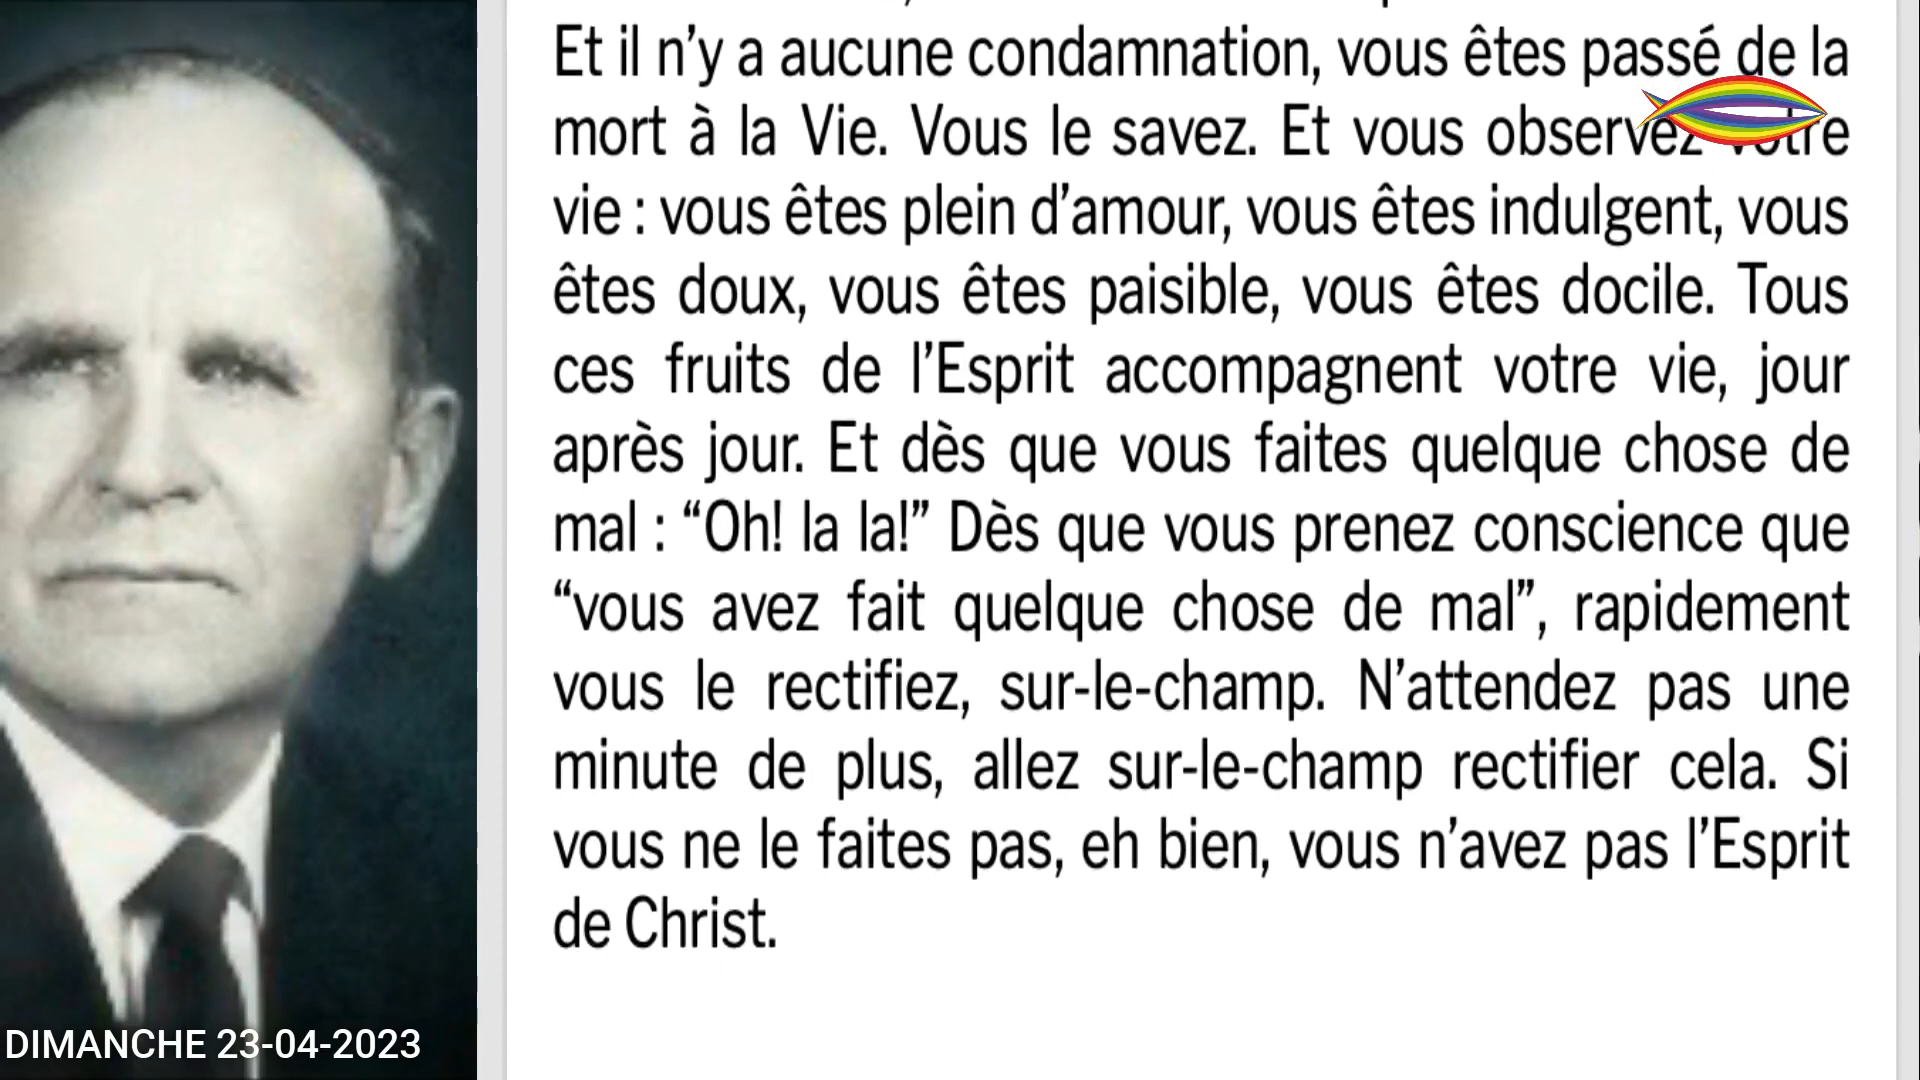 Et il n’y a aucune condamnation, vous êtes passé de la
mort à la Vie. Vous le savez. Et vous observez votre
vie : vous êtes plein d’amour, vous êtes indulgent, vous
êtes doux, vous êtes paisible, vous êtes docile. Tous
ces fruits de l’Esprit accompagnent votre vie, jour
après jour. Et dès que vous faites quelque chose de
mal : “Oh! la la!” Dès que vous prenez conscience que
“vous avez fait quelque chose de mal”, rapidement
vous le rectifiez, sur-le-champ. N’attendez pas une
minute de plus, allez sur-le-champ rectifier cela. Si
vous ne le faites pas, eh bien, vous n’avez pas l’Esprit
de Christ.
DIMANCHE 23-04-2023